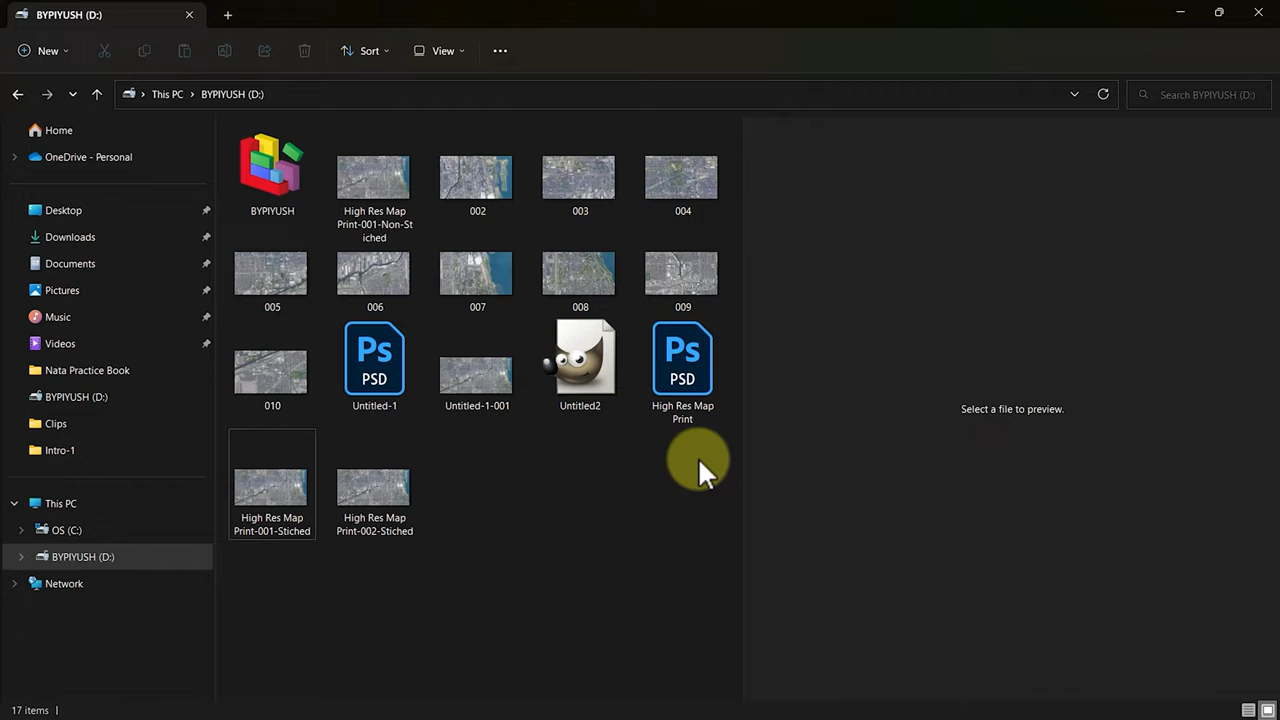 BYPIYUSH (D:)
New
Sort
View
This PC
BYPIYUSH (D:)
Search BYPIYUSH (D:)
Home
OneDrive - Personal
Desktop
Downloads
Documents
Pictures
Music
Videos
Nata Practice Book
BYPIYUSH (D:)
Clips
Intro-1
This PC
OS (C:)
BYPIYUSH (D:)
Network
BYPIYUSH
High Res Map
Print-001-Non-St
iched
002
003
004
005
006
007
008
009
010
Ps
PSD
Untitled-1
Untitled-1-001
Untitled2
Ps
PSD
High Res Map
Print
High Res Map
Print-001-Stiched
High Res Map
Print-002-Stiched
Select a file to preview.
17 items